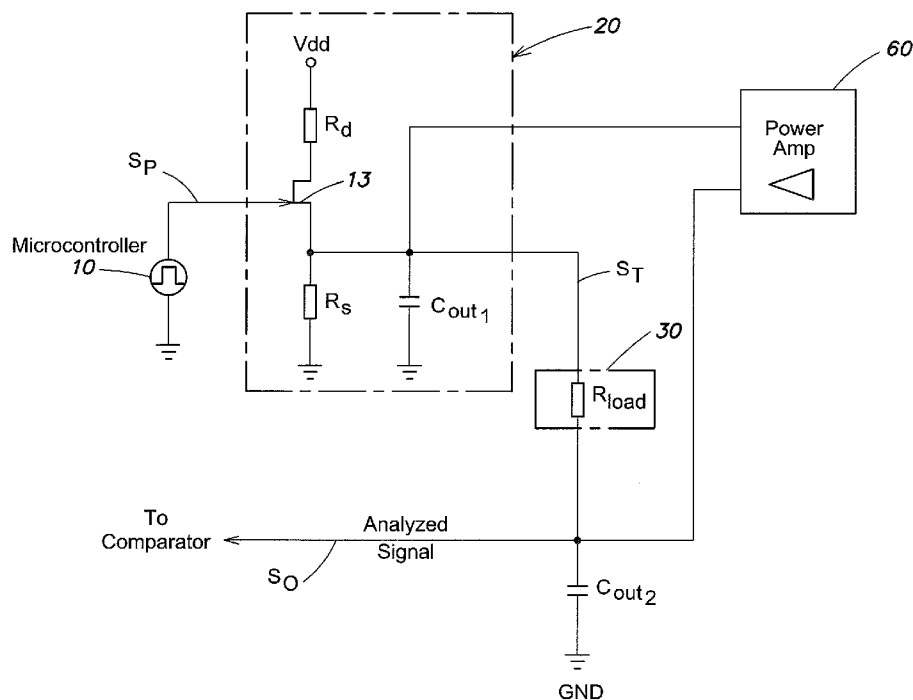 20
Vdd
60
Rd
Power
Amp
SP
13
Microcontroller
10
Rs
Cout1
ST
30
Rload
To
Comparator
Analyzed
Signal
SO
Cout2
GND